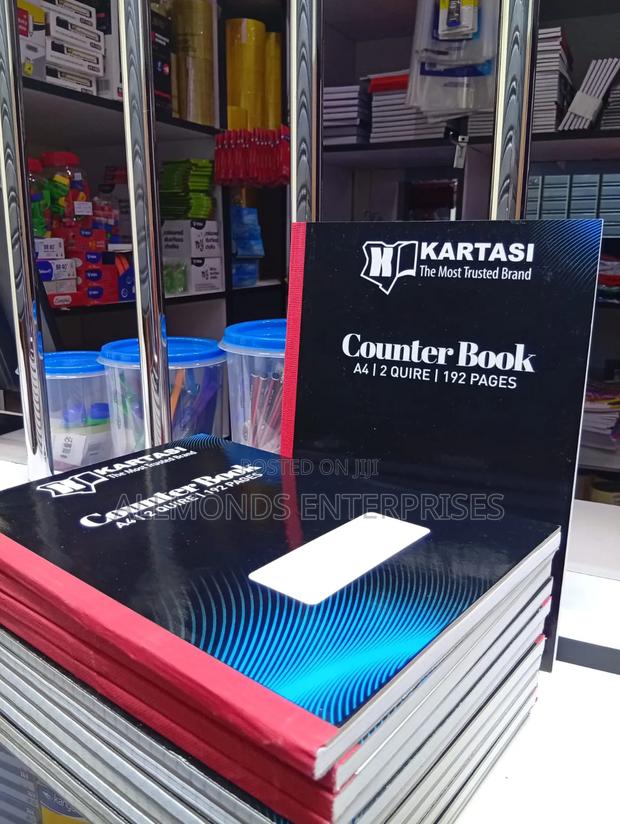 KARTASI
The Most Trusted Brand
Counter Book
A4 | 2 QUIRE | 192 PAGES
KARTASI
The Most Trusted Brand
Counter Book
A4 | 2 QUIRE | 192 PAGES
POSTED ON JIJI
ALLMONDS ENTERPRISES